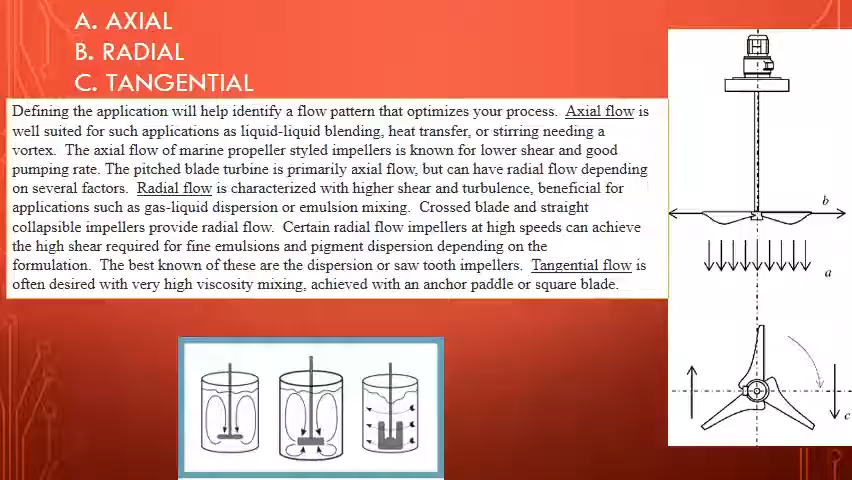 A. AXIAL
B. RADIAL
C. TANGENTIAL
Defining the application will help identify a flow pattern that optimizes your process.  Axial flow is
well suited for such applications as liquid-liquid blending, heat transfer, or stirring needing a
vortex.  The axial flow of marine propeller styled impellers is known for lower shear and good
pumping rate. The pitched blade turbine is primarily axial flow, but can have radial flow depending
on several factors.  Radial flow is characterized with higher shear and turbulence, beneficial for
applications such as gas-liquid dispersion or emulsion mixing.  Crossed blade and straight
collapsible impellers provide radial flow.  Certain radial flow impellers at high speeds can achieve
the high shear required for fine emulsions and pigment dispersion depending on the
formulation.  The best known of these are the dispersion or saw tooth impellers.  Tangential flow is
often desired with very high viscosity mixing, achieved with an anchor paddle or square blade.
b
a
c